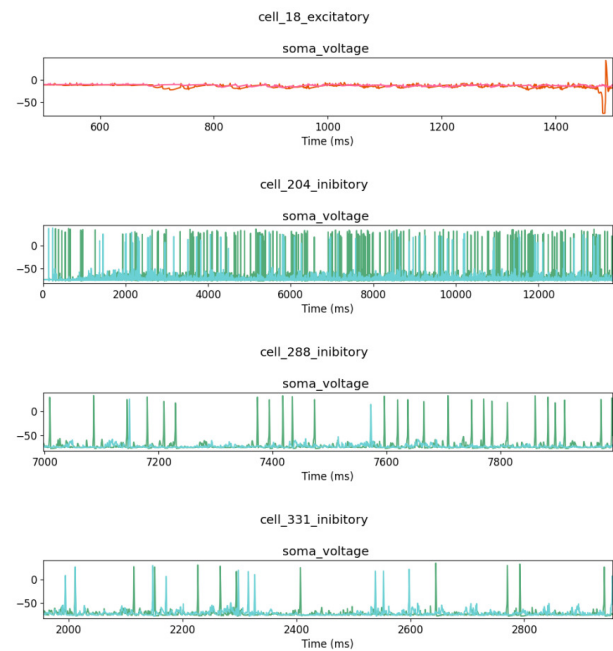 cell_18_excitatory
soma_voltage
0
−50
600 800 1000 1200 1400
Time (ms)
cell_204_inibitory
soma_voltage
0
−50
0 2000 4000 6000 8000 10000 12000
Time (ms)
cell_288_inibitory
soma_voltage
0
−50
7000 7200 7400 7600 7800
Time (ms)
cell_331_inibitory
soma_voltage
0
−50
2000 2200 2400 2600 2800
Time (ms)